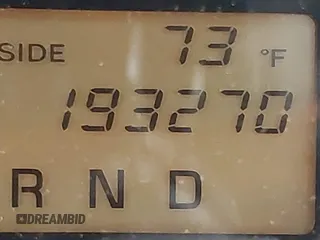 SIDE 73 °F
193270
R N D
©DREAMBID